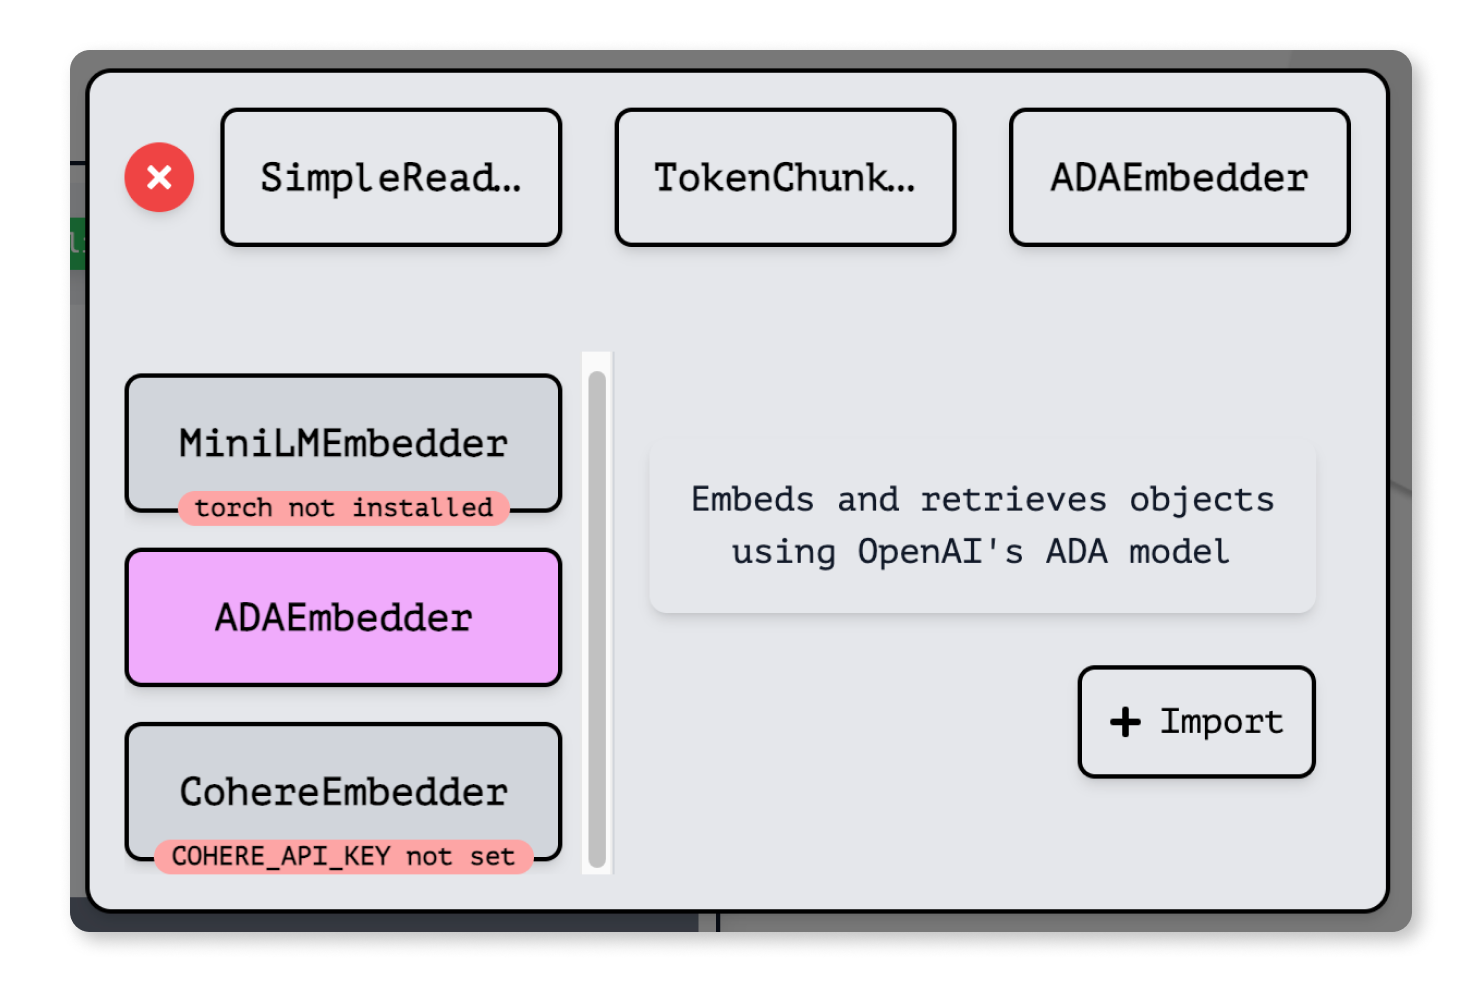 SimpleRead…
TokenChunk…
ADAEmbedder
MiniLMEmbedder
torch not installed
ADAEmbedder
CohereEmbedder
COHERE_API_KEY not set
Embeds and retrieves objects
using OpenAI's ADA model
Import